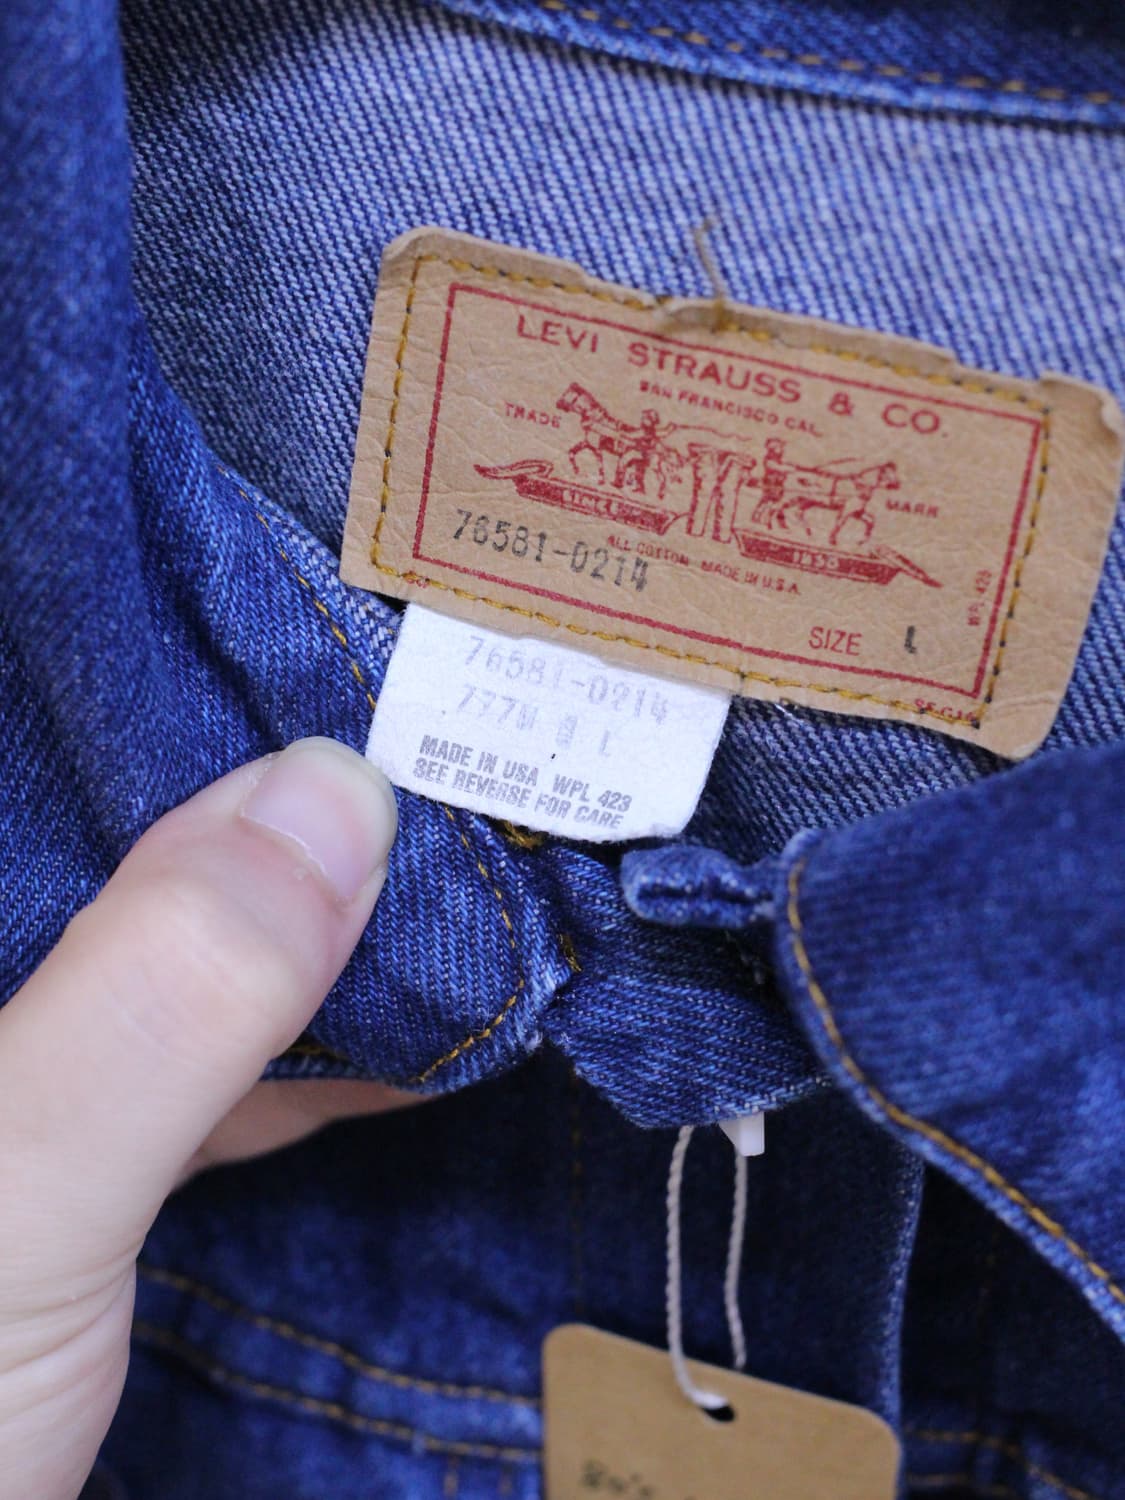 LEVI STRAUSS & CO.
SAN FRANCISCO CAL.
TRADE
MARK
76581-0214
ALL COTTON MADE IN U.S.A.
1850
WPL 423
SIZE L
76581-0214
L
MADE IN USA WPL 423
SEE REVERSE FOR CARE